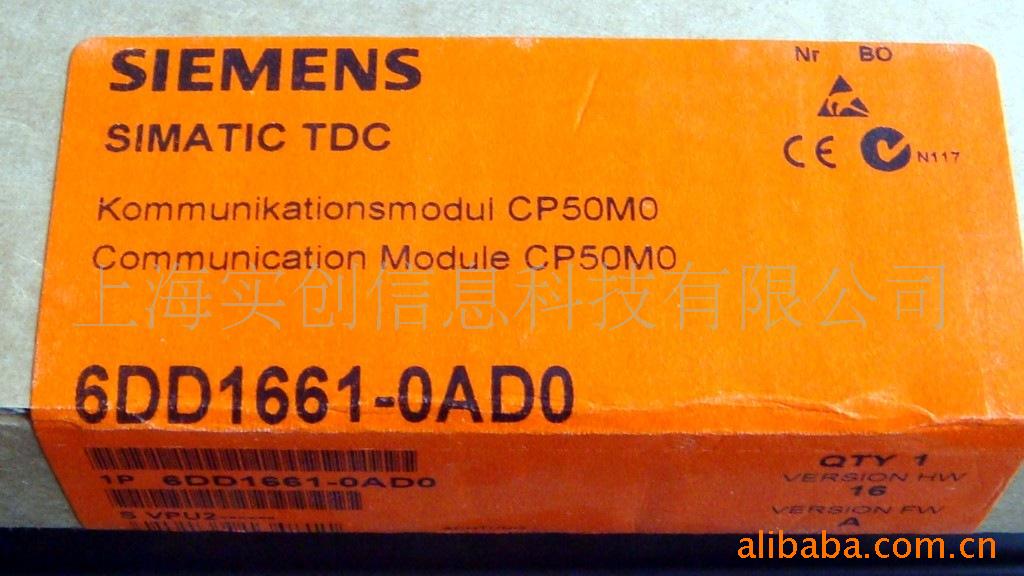 SIEMENS
Nr BO
SIMATIC TDC
CE N117
Kommunikationsmodul CP50M0
Communication Module CP50M0
上海实创信息科技有限公司
6DD1661-0AD0
QTY 1
1P 6DD1661-0AD0
VERSION HW
16
S VPU2
VERSION FW
A
alibaba.com.cn